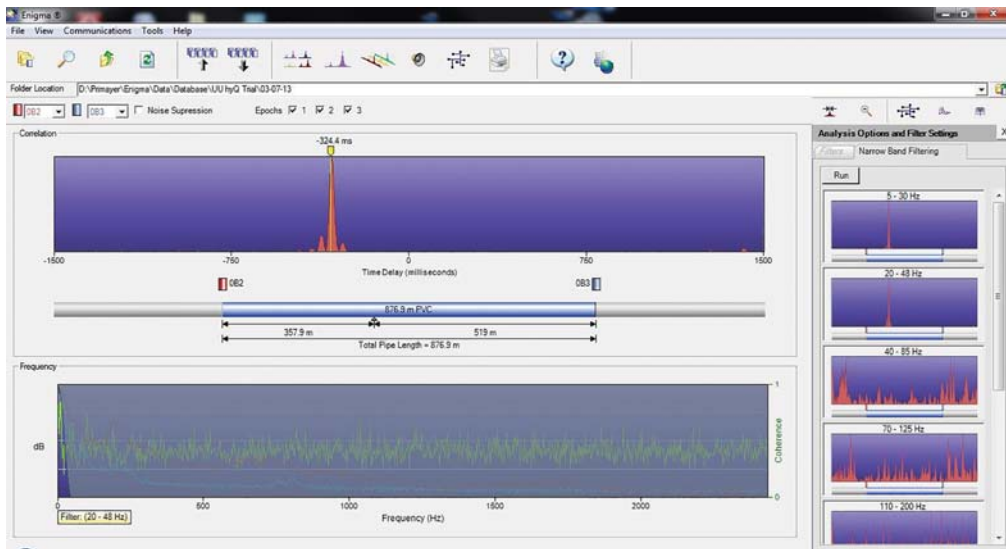 Enigma ®
File View Communications Tools Help
Folder Location D:\Primayer\Enigma\Data\Database\UU hyQ Trial\03-07-13
0B2 0B3 Noise Supression Epochs 1 2 3
Analysis Options and Filter Settings X
Filters Narrow Band Filtering
Run
Correlation
-324.4 ms
-1500 -750 0 750 1500
Time Delay (milliseconds)
0B2 0B3
876.9 m PVC
357.9 m 519 m
Total Pipe Length = 876.9 m
Frequency
dB
1
Coherence
0
0 500 1000 1500 2000
Filter: (20 - 48 Hz)
Frequency (Hz)
5 - 30 Hz
20 - 48 Hz
40 - 85 Hz
70 - 125 Hz
110 - 200 Hz